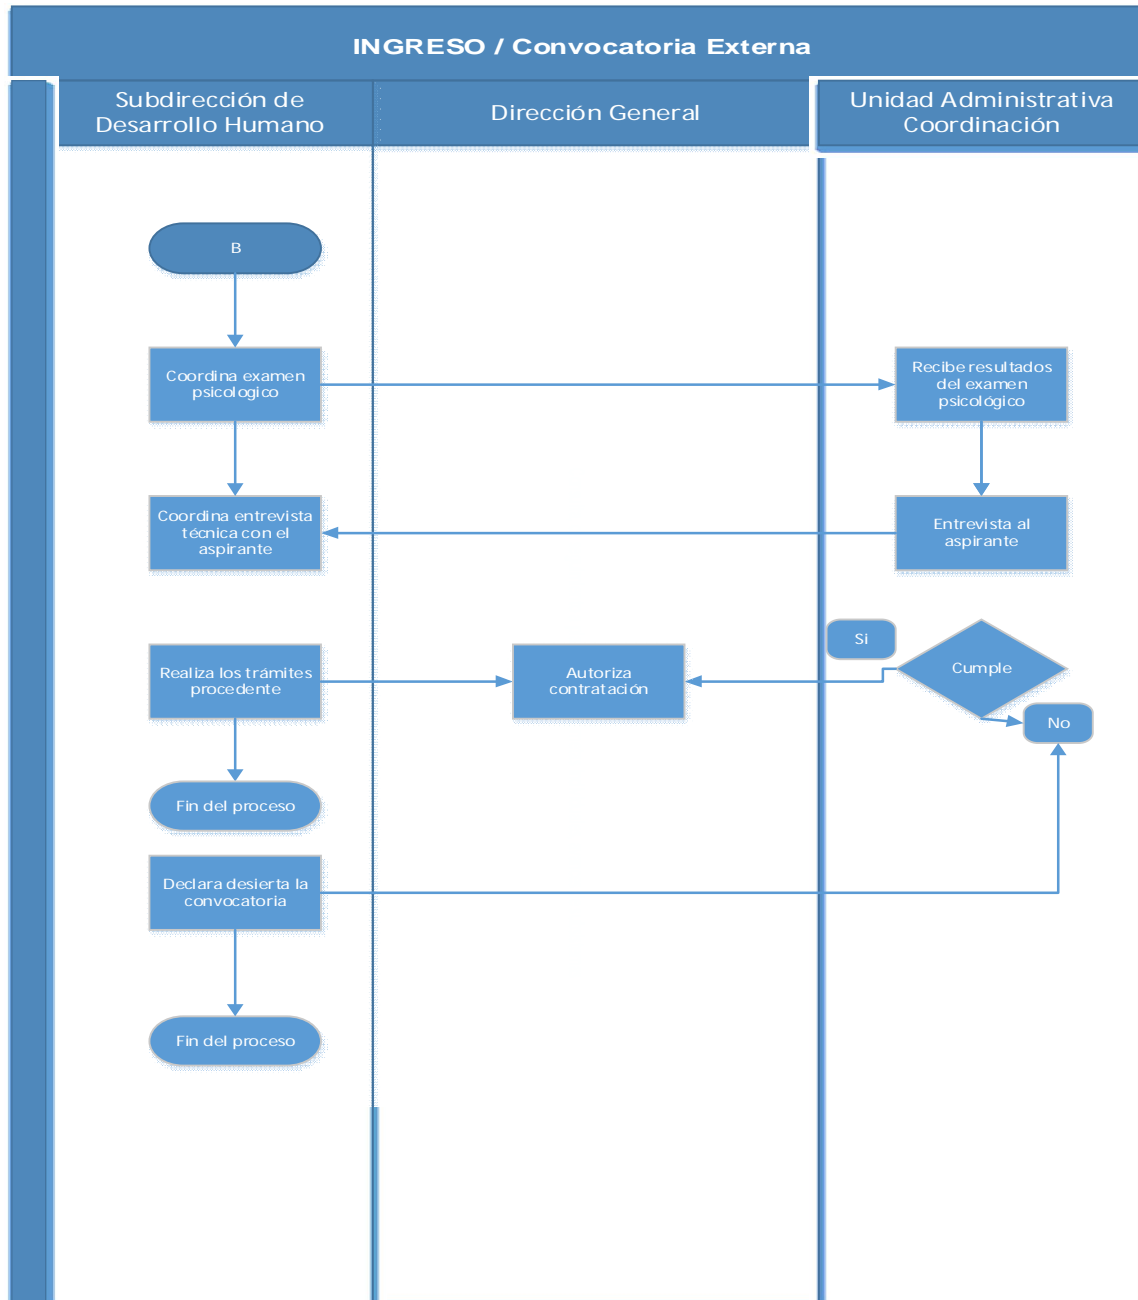 INGRESO / Convocatoria Externa
Subdirección de
Desarrollo Humano
Dirección General
Unidad Administrativa
Coordinación
B
Coordina examen
psicologico
Recibe resultados
del examen
psicológico
Coordina entrevista
técnica con el
aspirante
Entrevista al
aspirante
Si
Cumple
Realiza los trámites
procedente
Autoriza
contratación
No
Fin del proceso
Declara desierta la
convocatoria
Fin del proceso